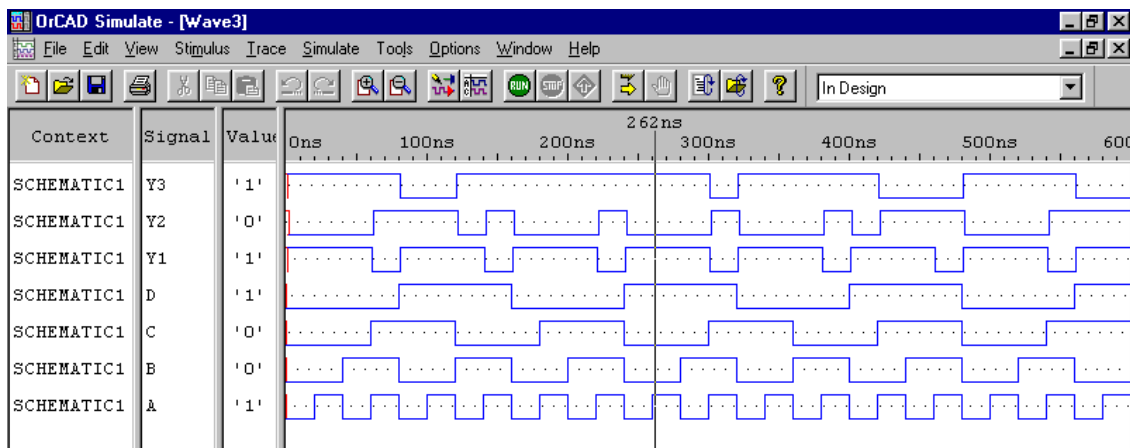 OrCAD Simulate - [Wave3]
File Edit View Stimulus Trace Simulate Tools Options Window Help
RUN STOP In Design
Context Signal Value 262ns
0ns 100ns 200ns 300ns 400ns 500ns 600
SCHEMATIC1 Y3 '1'
SCHEMATIC1 Y2 '0'
SCHEMATIC1 Y1 '1'
SCHEMATIC1 D '1'
SCHEMATIC1 C '0'
SCHEMATIC1 B '0'
SCHEMATIC1 A '1'